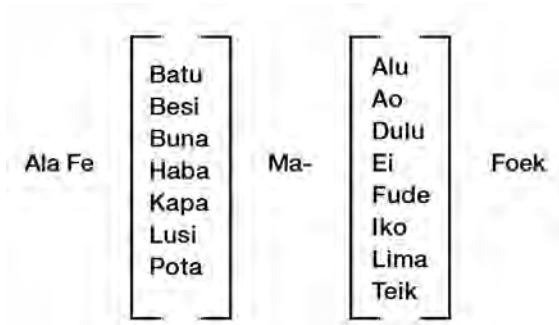 Ala Fe
Batu
Besi
Buna
Haba
Kapa
Lusi
Pota
Ma-
Alu
Ao
Dulu
Ei
Fude
Iko
Lima
Teik
Foek